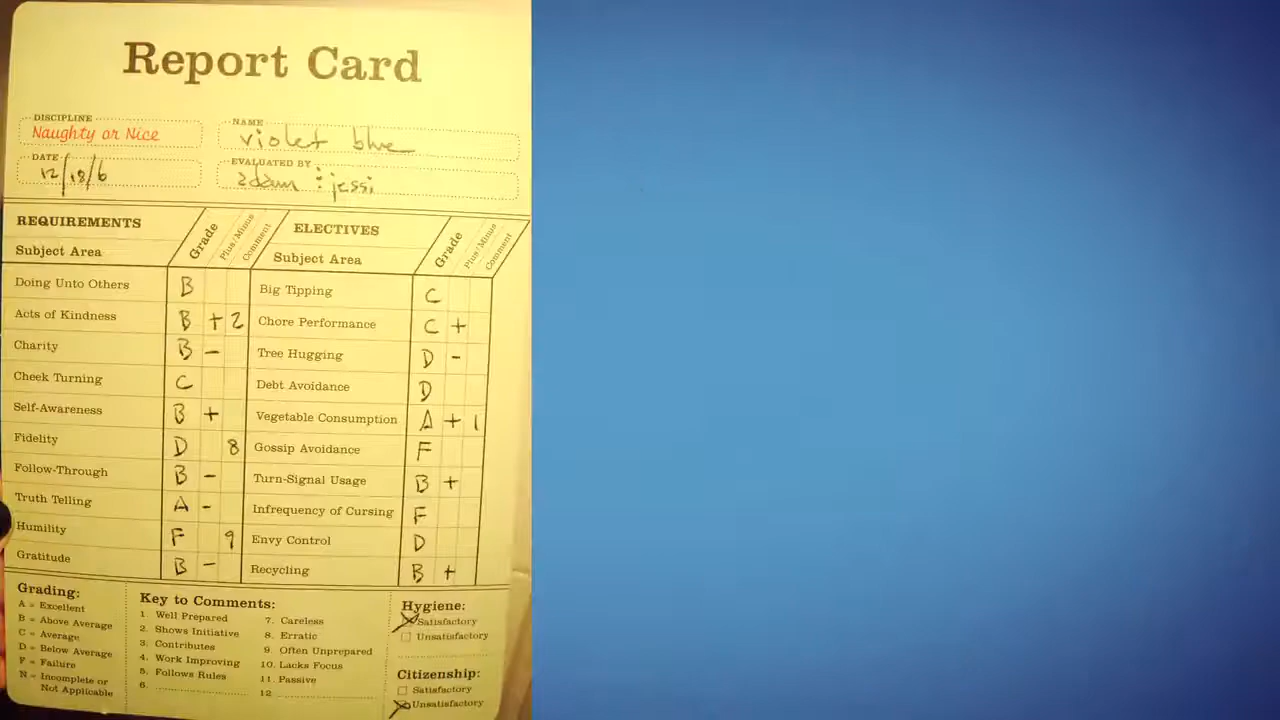 Report Card
DISCIPLINE
Naughty or Nice
NAME
violet blue
DATE
12/18/6
EVALUATED BY
adam : jessi
REQUIREMENTS
Subject Area
Grade
Plus/Minus
Comment
Doing Unto Others B
Acts of Kindness B + 2
Charity B -
Cheek Turning C
Self-Awareness B +
Fidelity D 8
Follow-Through B -
Truth Telling A -
Humility F 9
Gratitude B -
ELECTIVES
Subject Area
Grade
Plus/Minus
Comment
Big Tipping C
Chore Performance C +
Tree Hugging D -
Debt Avoidance D
Vegetable Consumption A + 1
Gossip Avoidance F
Turn-Signal Usage B +
Infrequency of Cursing F
Envy Control D
Recycling B +
Grading:
A = Excellent
B = Above Average
C = Average
D = Below Average
F = Failure
N = Incomplete or
Not Applicable
Key to Comments:
1. Well Prepared
2. Shows Initiative
3. Contributes
4. Work Improving
5. Follows Rules
6.
7. Careless
8. Erratic
9. Often Unprepared
10. Lacks Focus
11. Passive
12
Hygiene:
Satisfactory
Unsatisfactory
Citizenship:
Satisfactory
Unsatisfactory